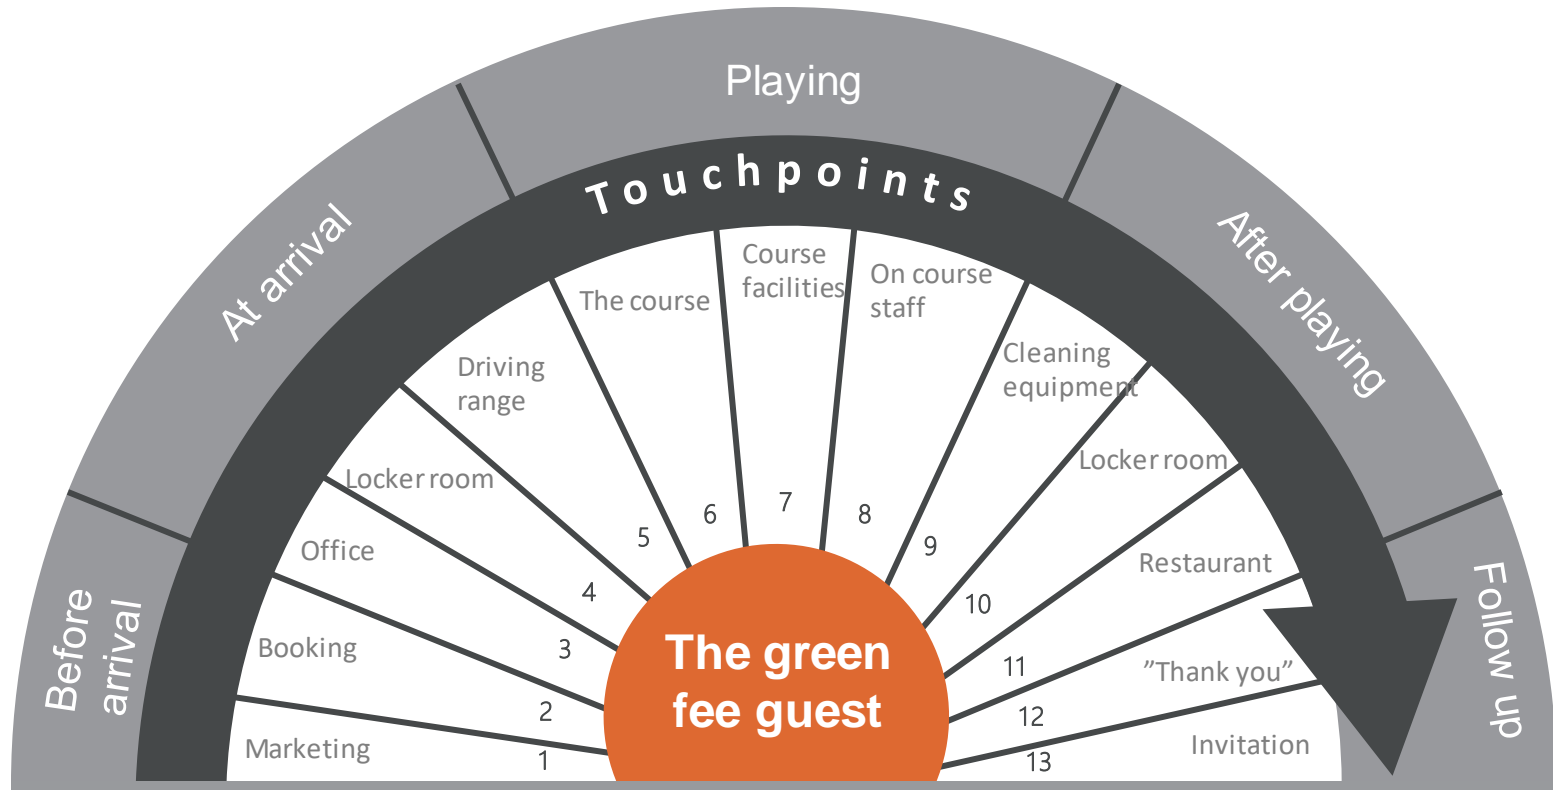 Playing
Touchpoints
At arrival
After playing
Before
arrival
Follow up
Marketing
1
Booking
2
Office
3
Locker room
4
Driving
range
5
The course
6
Course
facilities
7
On course
staff
8
Cleaning
equipment
9
Locker room
10
Restaurant
11
”Thank you”
12
Invitation
13
The green
fee guest